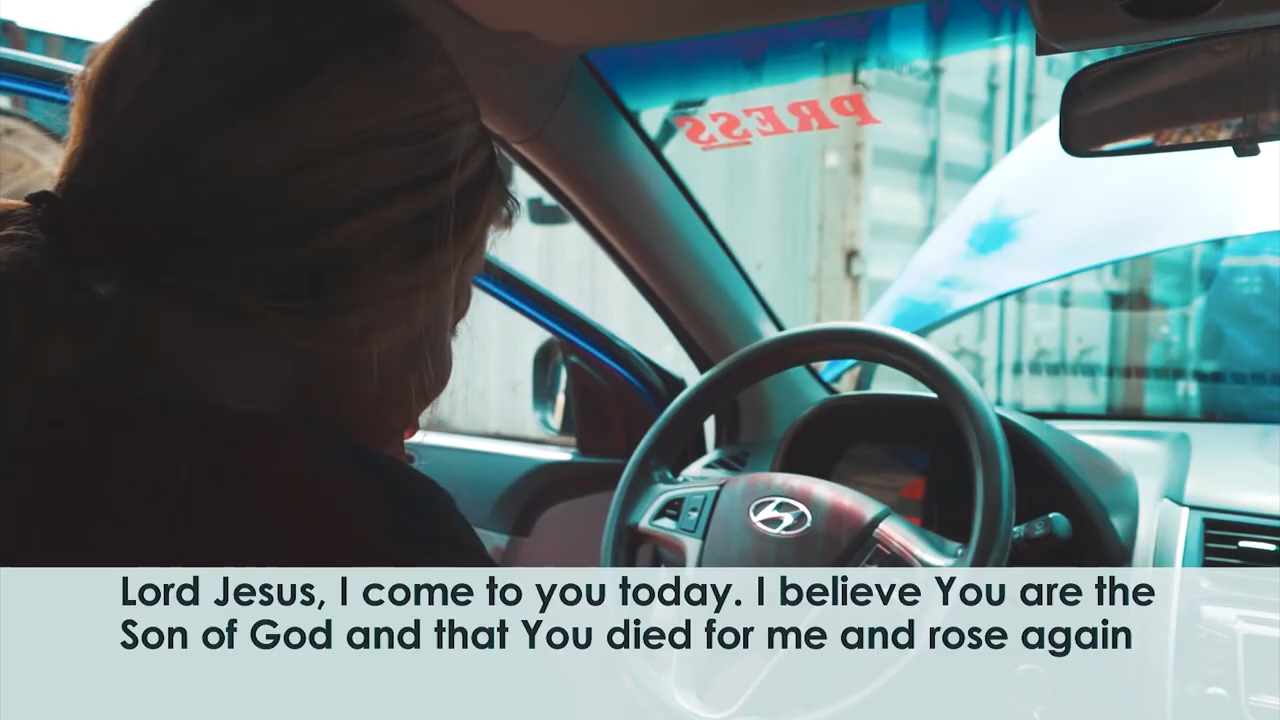 PRESS
Lord Jesus, I come to you today. I believe You are the
Son of God and that You died for me and rose again